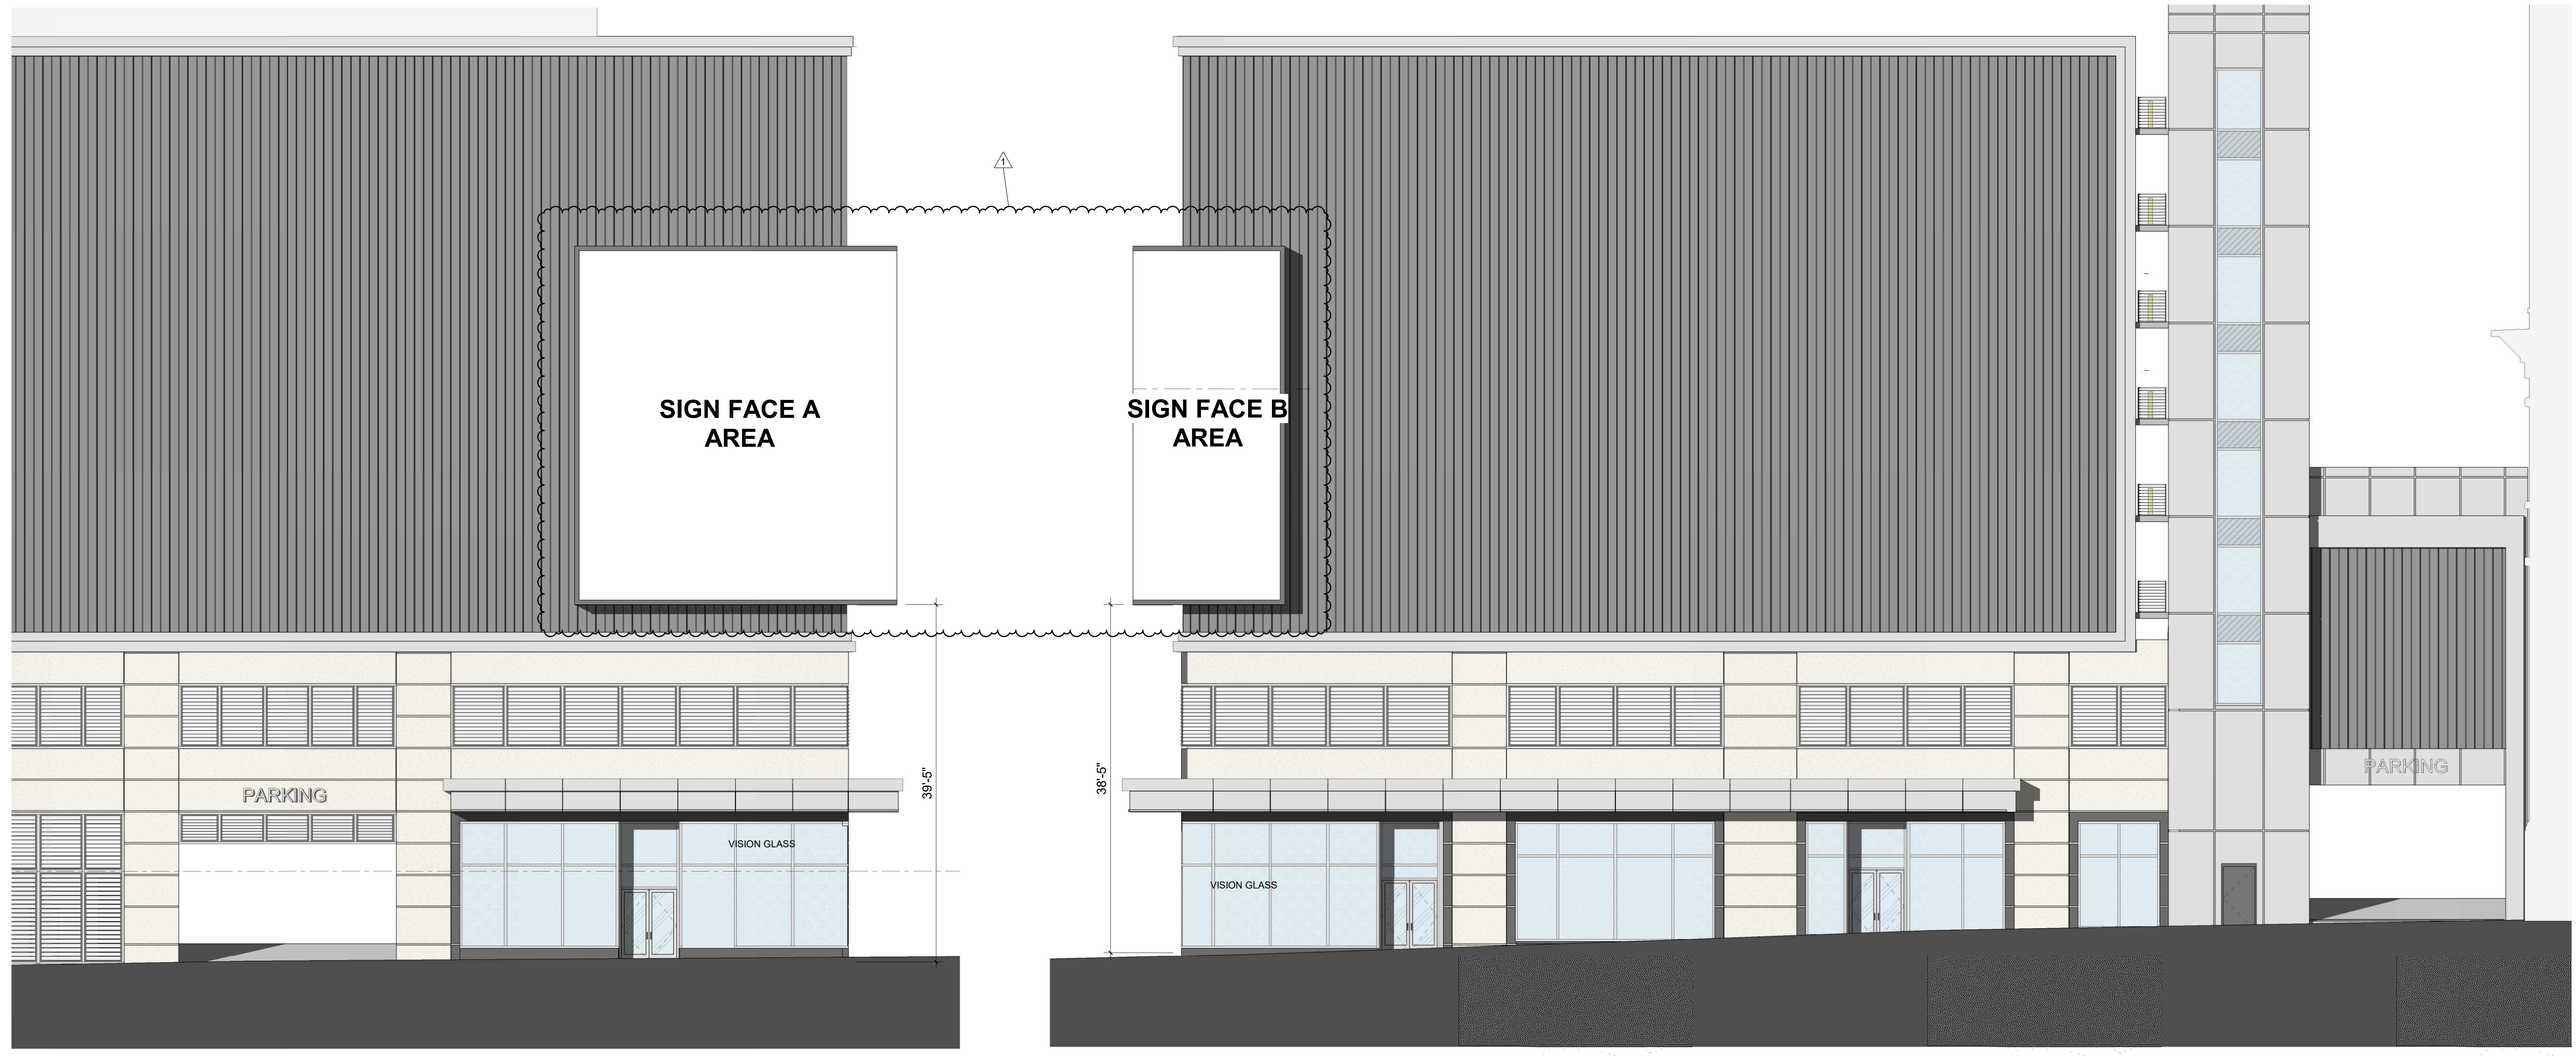 1
SIGN FACE A
AREA
SIGN FACE B
AREA
39'-5"
38'-5"
PARKING
PARKING
VISION GLASS
VISION GLASS